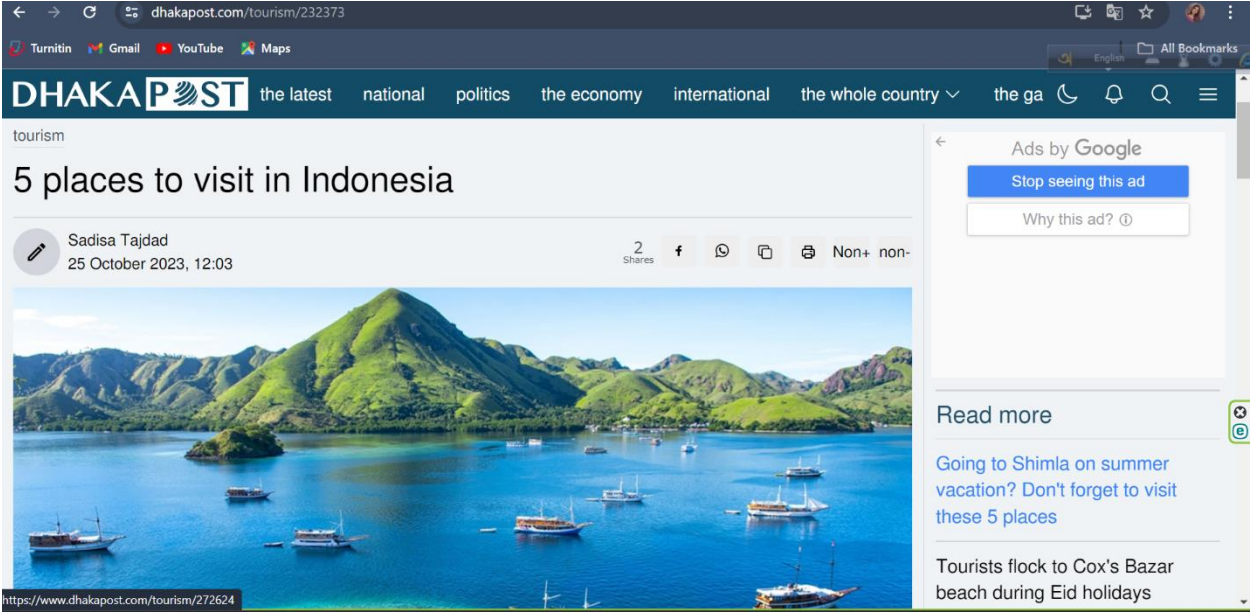 dhakapost.com/tourism/232373
Turnitin Gmail YouTube Maps All Bookmarks
English
DHAKA POST the latest national politics the economy international the whole country the ga
tourism
5 places to visit in Indonesia
Sadisa Tajdad
25 October 2023, 12:03
2
Shares
Non+ non-
Ads by Google
Stop seeing this ad
Why this ad?
Read more
Going to Shimla on summer
vacation? Don't forget to visit
these 5 places
Tourists flock to Cox's Bazar
beach during Eid holidays
https://www.dhakapost.com/tourism/272624